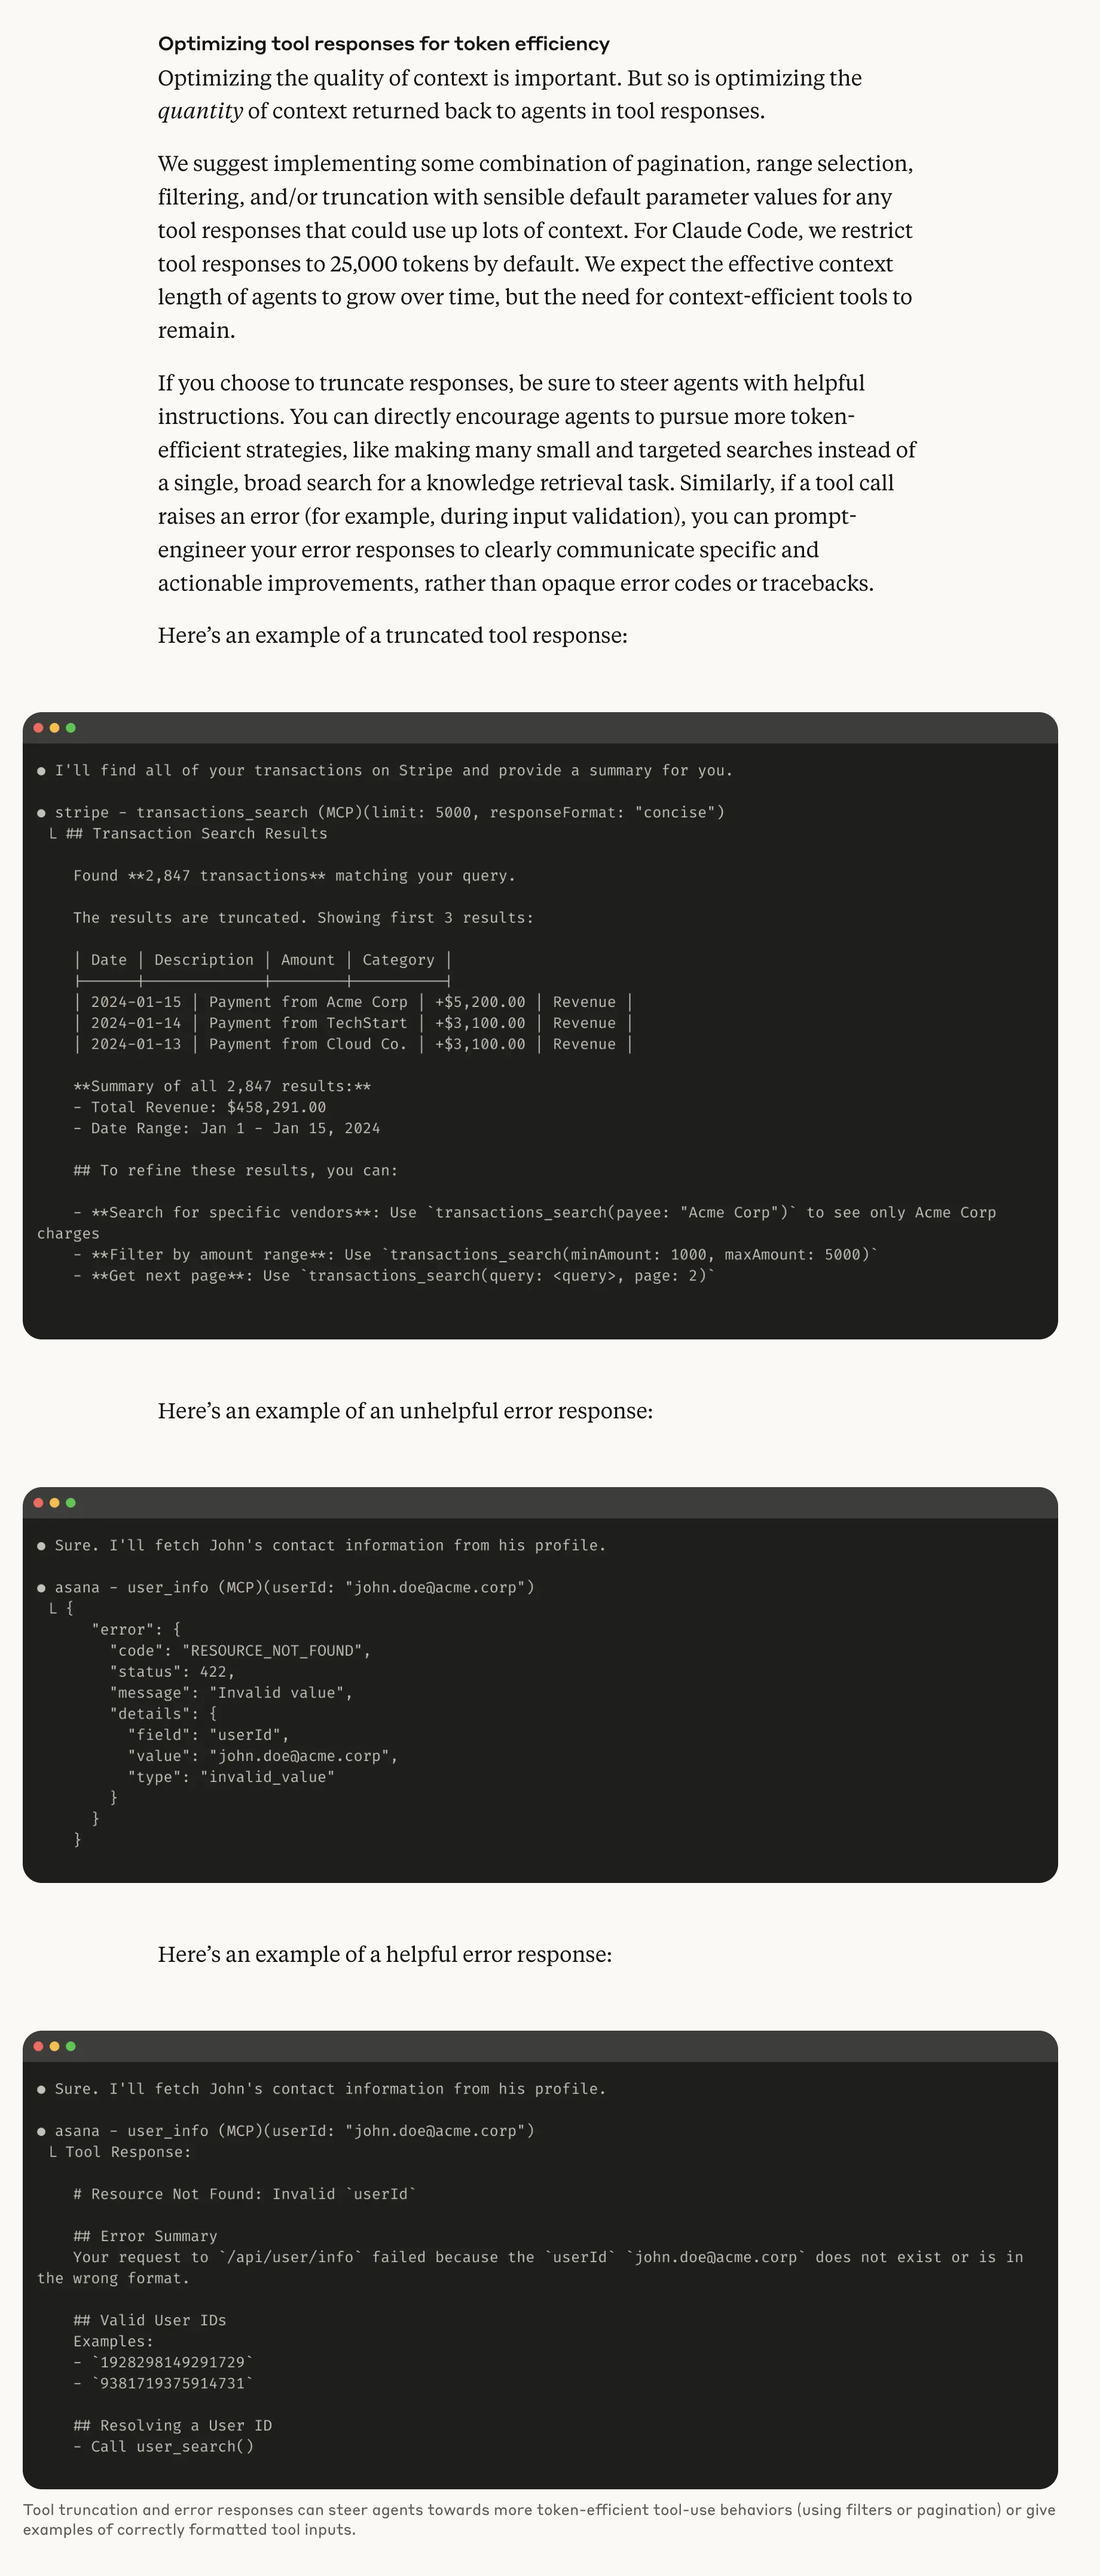 Optimizing tool responses for token efficiency
Optimizing the quality of context is important. But so is optimizing the
quantity of context returned back to agents in tool responses.
We suggest implementing some combination of pagination, range selection,
filtering, and/or truncation with sensible default parameter values for any
tool responses that could use up lots of context. For Claude Code, we restrict
tool responses to 25,000 tokens by default. We expect the effective context
length of agents to grow over time, but the need for context-efficient tools to
remain.
If you choose to truncate responses, be sure to steer agents with helpful
instructions. You can directly encourage agents to pursue more token-
efficient strategies, like making many small and targeted searches instead of
a single, broad search for a knowledge retrieval task. Similarly, if a tool call
raises an error (for example, during input validation), you can prompt-
engineer your error responses to clearly communicate specific and
actionable improvements, rather than opaque error codes or tracebacks.
Here’s an example of a truncated tool response:
● I'll find all of your transactions on Stripe and provide a summary for you.
● stripe - transactions_search (MCP)(limit: 5000, responseFormat: "concise")
L ## Transaction Search Results
Found **2,847 transactions** matching your query.
The results are truncated. Showing first 3 results:
| Date | Description | Amount | Category |
├──────┼─────────────┼────────┼──────────┤
| 2024-01-15 | Payment from Acme Corp | +$5,200.00 | Revenue |
| 2024-01-14 | Payment from TechStart | +$3,100.00 | Revenue |
| 2024-01-13 | Payment from Cloud Co. | +$3,100.00 | Revenue |
**Summary of all 2,847 results:**
- Total Revenue: $458,291.00
- Date Range: Jan 1 - Jan 15, 2024
## To refine these results, you can:
- **Search for specific vendors**: Use `transactions_search(payee: "Acme Corp")` to see only Acme Corp
charges
- **Filter by amount range**: Use `transactions_search(minAmount: 1000, maxAmount: 5000)`
- **Get next page**: Use `transactions_search(query: <query>, page: 2)`
Here’s an example of an unhelpful error response:
● Sure. I'll fetch John's contact information from his profile.
● asana - user_info (MCP)(userId: "john.doe@acme.corp")
L {
"error": {
"code": "RESOURCE_NOT_FOUND",
"status": 422,
"message": "Invalid value",
"details": {
"field": "userId",
"value": "john.doe@acme.corp",
"type": "invalid_value"
}
}
}
Here’s an example of a helpful error response:
● Sure. I'll fetch John's contact information from his profile.
● asana - user_info (MCP)(userId: "john.doe@acme.corp")
L Tool Response:
# Resource Not Found: Invalid `userId`
## Error Summary
Your request to `/api/user/info` failed because the `userId` `john.doe@acme.corp` does not exist or is in
the wrong format.
## Valid User IDs
Examples:
- `1928298149291729`
- `9381719375914731`
## Resolving a User ID
- Call user_search()
Tool truncation and error responses can steer agents towards more token-efficient tool-use behaviors (using filters or pagination) or give
examples of correctly formatted tool inputs.